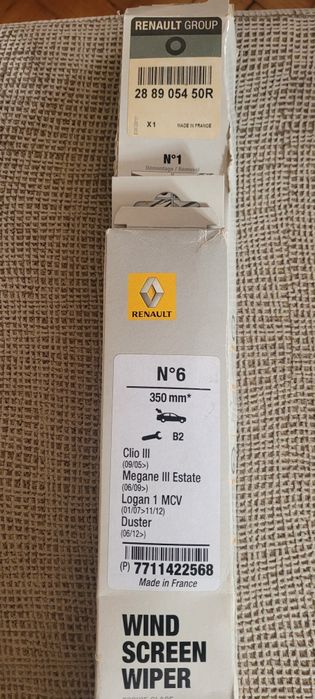 RENAULT GROUP
28 89 054 50R
X1
MADE IN FRANCE
N°1
Démontage / Removal
RENAULT
N°6
350 mm*
B2
Clio III
(09/05>)
Megane III Estate
(06/09>)
Logan 1 MCV
(01/07>11/12)
Duster
(06/12>)
(P) 7711422568
Made in France
WIND
SCREEN
WIPER